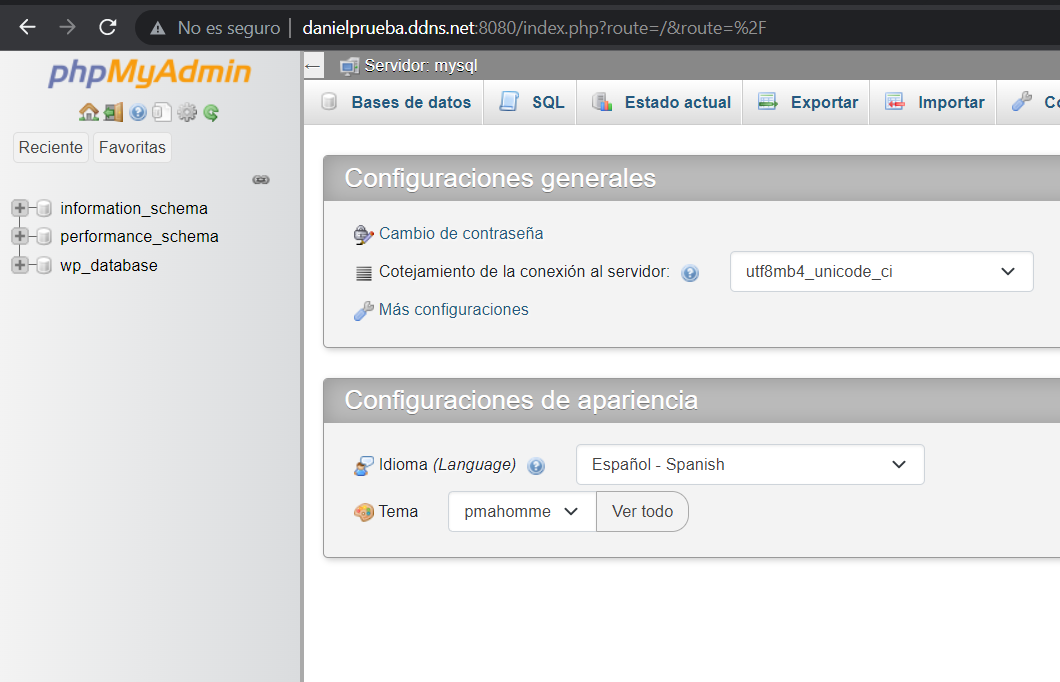 No es seguro | danielprueba.ddns.net:8080/index.php?route=/&route=%2F
phpMyAdmin
Reciente Favoritas
information_schema
performance_schema
wp_database
Servidor: mysql
Bases de datos SQL Estado actual Exportar Importar
Configuraciones generales
Cambio de contraseña
Cotejamiento de la conexión al servidor: utf8mb4_unicode_ci
Más configuraciones
Configuraciones de apariencia
Idioma (Language) Español - Spanish
Tema pmahomme Ver todo